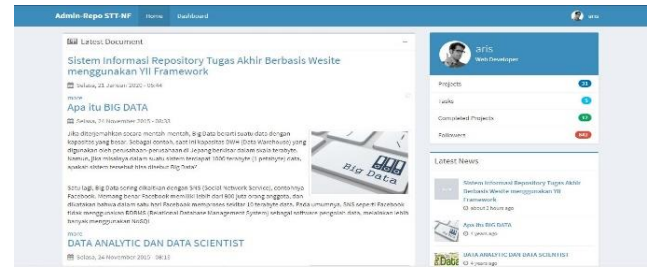 Admin-Repo STT-NF Home Dashboard aris
Latest Document
Sistem Informasi Repository Tugas Akhir Berbasis Wesite
menggunakan YII Framework
Selasa, 21 Januari 2020 - 05:44
more
Apa itu BIG DATA
Selasa, 24 November 2015 - 08:33
Jika diterjemahkan secara mentah-mentah, Big Data berarti suatu data dengan
kapasitas yang besar. Sebagai contoh, saat ini kapasitas DWH (Data Warehouse) yang
digunakan oleh perusahaan-perusahaan di Jepang berkisar dalam skala terabyte.
Namun, jika misalnya dalam suatu sistem terdapat 1000 terabyte (1 petabyte) data,
apakah sistem tersebut bisa disebut Big Data?
Big Data
Satu lagi, Big Data sering dikaitkan dengan SNS (Social Network Service), contohnya
Facebook. Memang benar Facebook memiliki lebih dari 800 juta orang anggota, dan
dikatakan bahwa dalam satu hari Facebook memproses sekitar 10 terabyte data. Pada umumnya, SNS seperti Facebook
tidak menggunakan RDBMS (Relational Database Management System) sebagai software pengolah data, melainkan lebih
banyak menggunakan NoSQL
more
DATA ANALYTIC DAN DATA SCIENTIST
Selasa, 24 November 2015 - 08:15
aris
Web Developer
Projects 31
Tasks 5
Completed Projects 12
Followers 842
Latest News
Sistem Informasi Repository Tugas Akhir
Berbasis Wesite menggunakan YII
Framework
about 2 hours ago
Apa itu BIG DATA
4 years ago
DATA ANALYTIC DAN DATA SCIENTIST
4 years ago